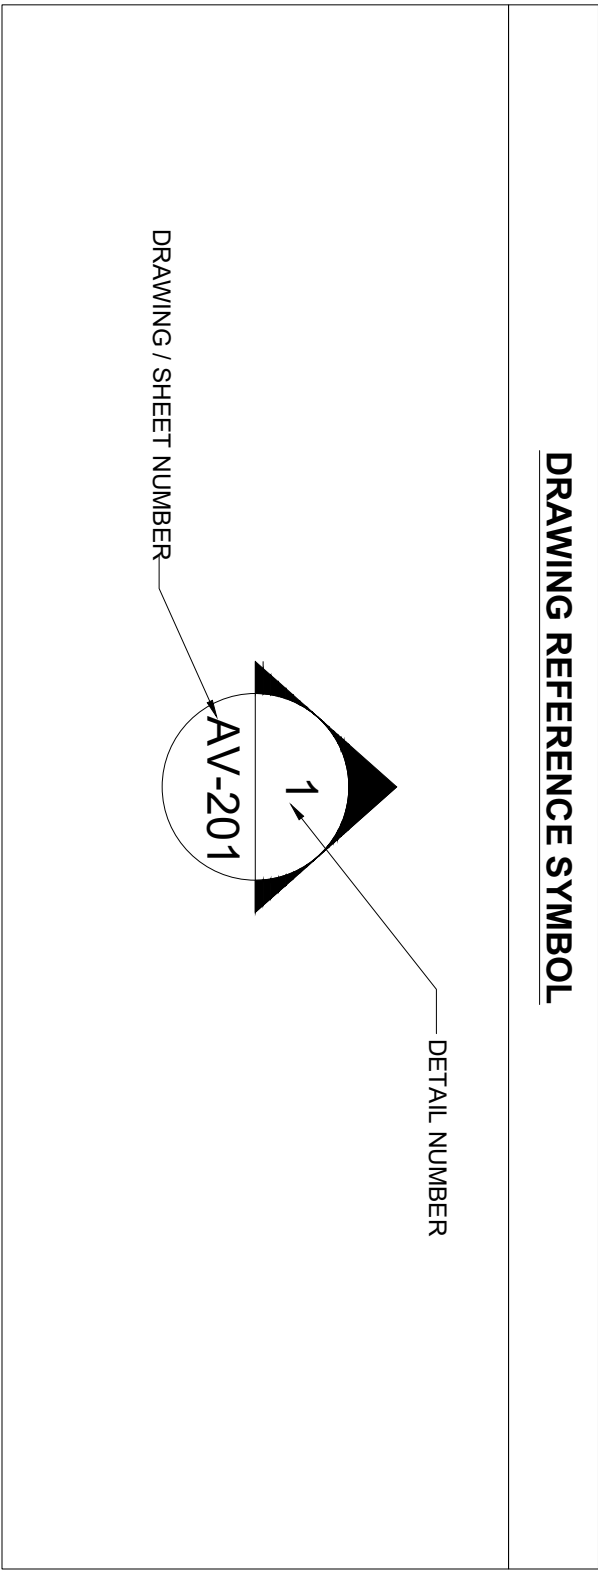 DRAWING REFERENCE SYMBOL
DETAIL NUMBER
1
AV-201
DRAWING / SHEET NUMBER